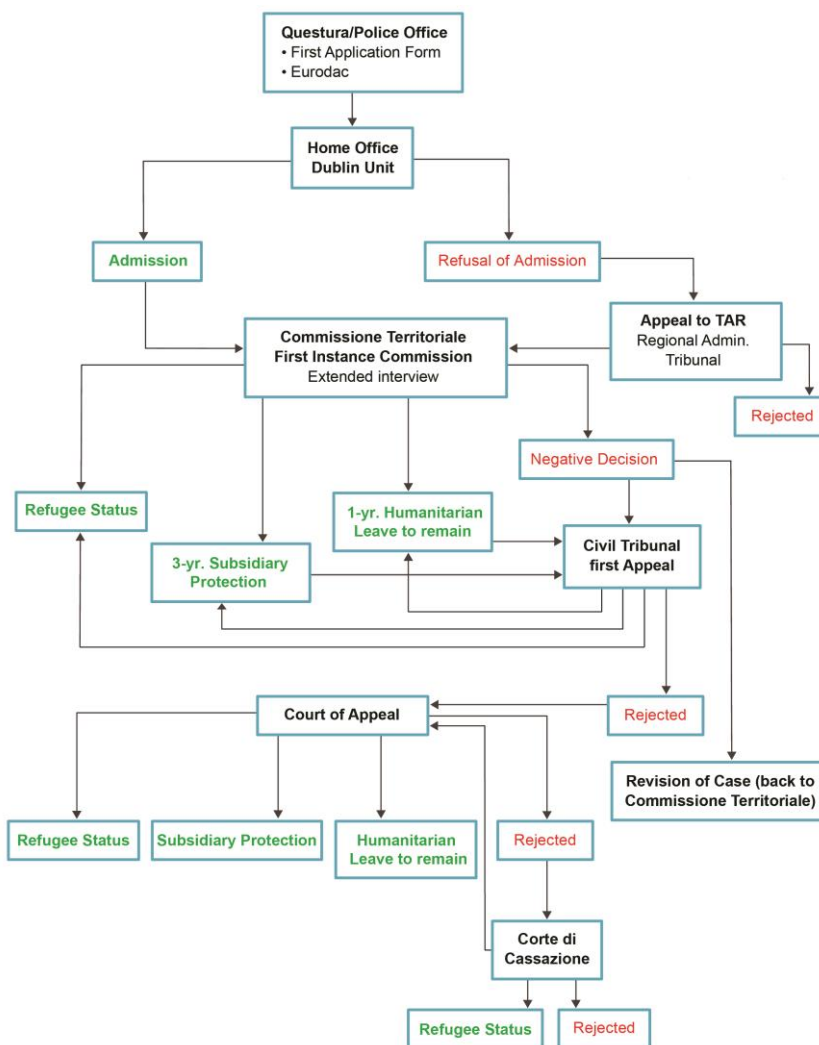 Questura/Police Office
• First Application Form
• Eurodac
Home Office
Dublin Unit
Admission
Refusal of Admission
Commissione Territoriale
First Instance Commission
Extended interview
Appeal to TAR
Regional Admin.
Tribunal
Rejected
Negative Decision
Refugee Status
1-yr. Humanitarian
Leave to remain
3-yr. Subsidiary
Protection
Civil Tribunal
first Appeal
Court of Appeal
Rejected
Revision of Case (back to
Commissione Territoriale)
Refugee Status
Subsidiary Protection
Humanitarian
Leave to remain
Rejected
Corte di
Cassazione
Refugee Status
Rejected